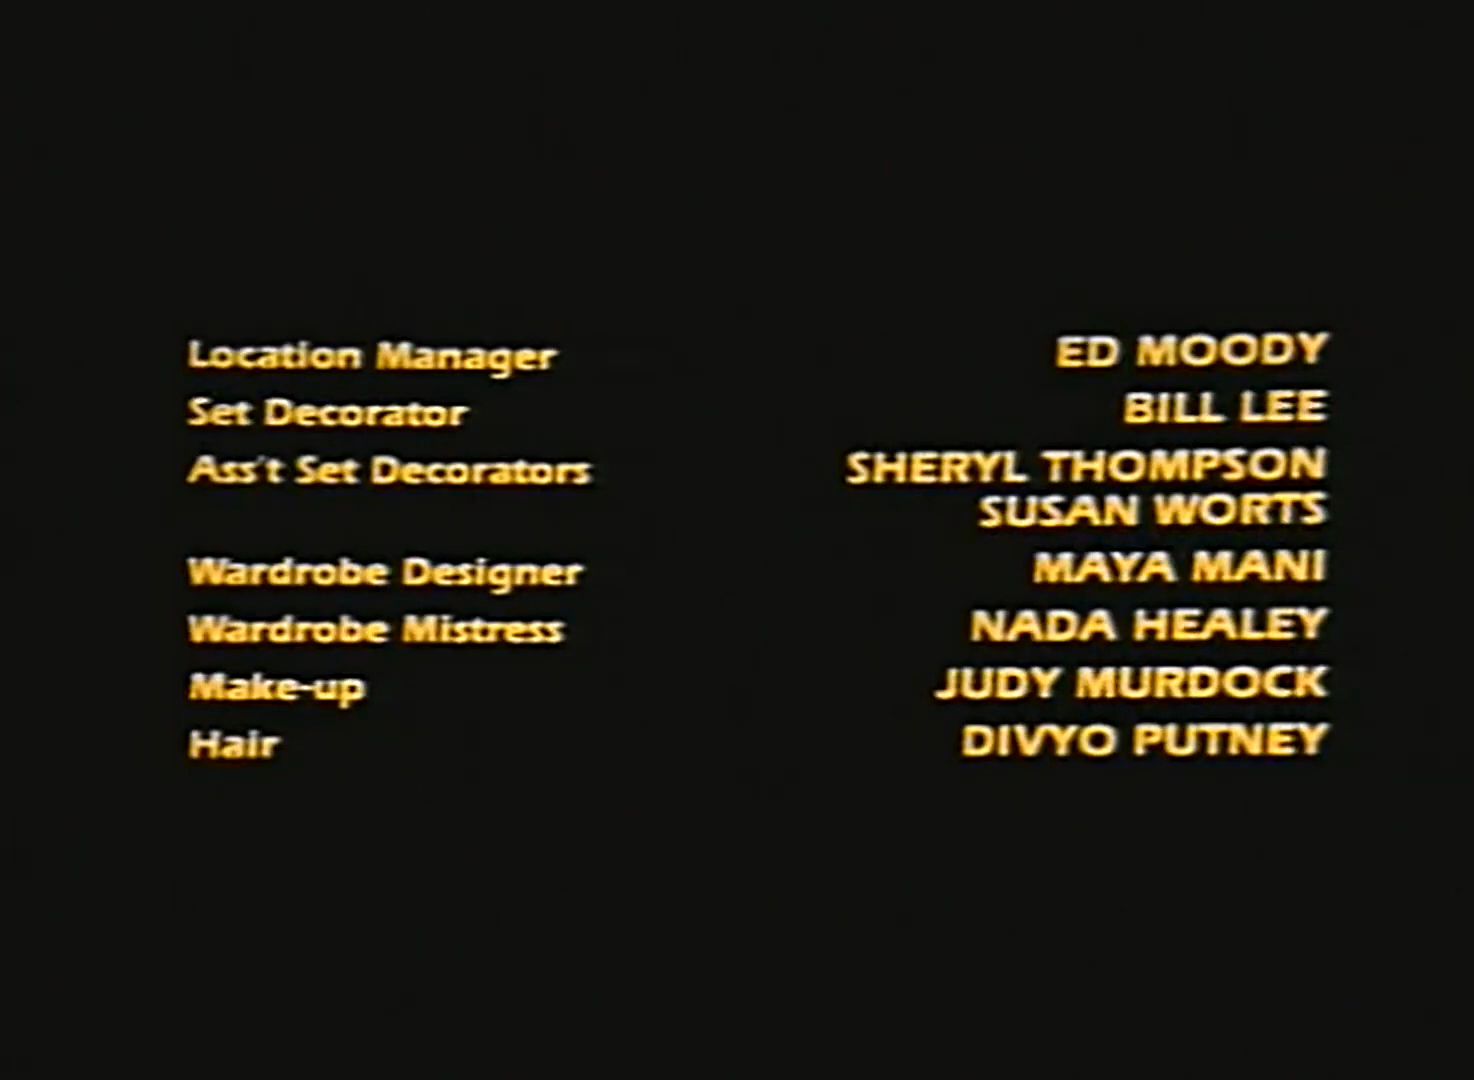 Location Manager ED MOODY
Set Decorator BILL LEE
Ass't Set Decorators SHERYL THOMPSON
SUSAN WORTS
Wardrobe Designer MAYA MANI
Wardrobe Mistress NADA HEALEY
Make-up JUDY MURDOCK
Hair DIVYO PUTNEY